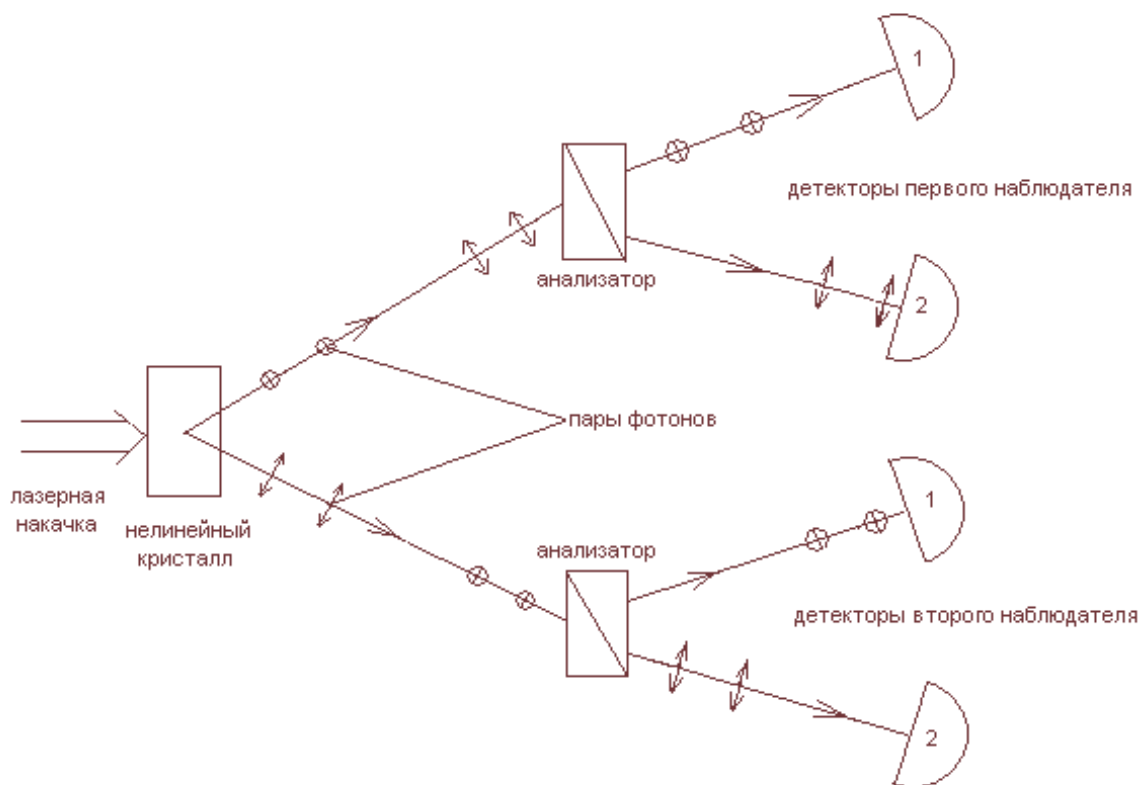 1
детекторы первого наблюдателя
анализатор
2
пары фотонов
лазерная
накачка
нелинейный
кристалл
анализатор
1
детекторы второго наблюдателя
2